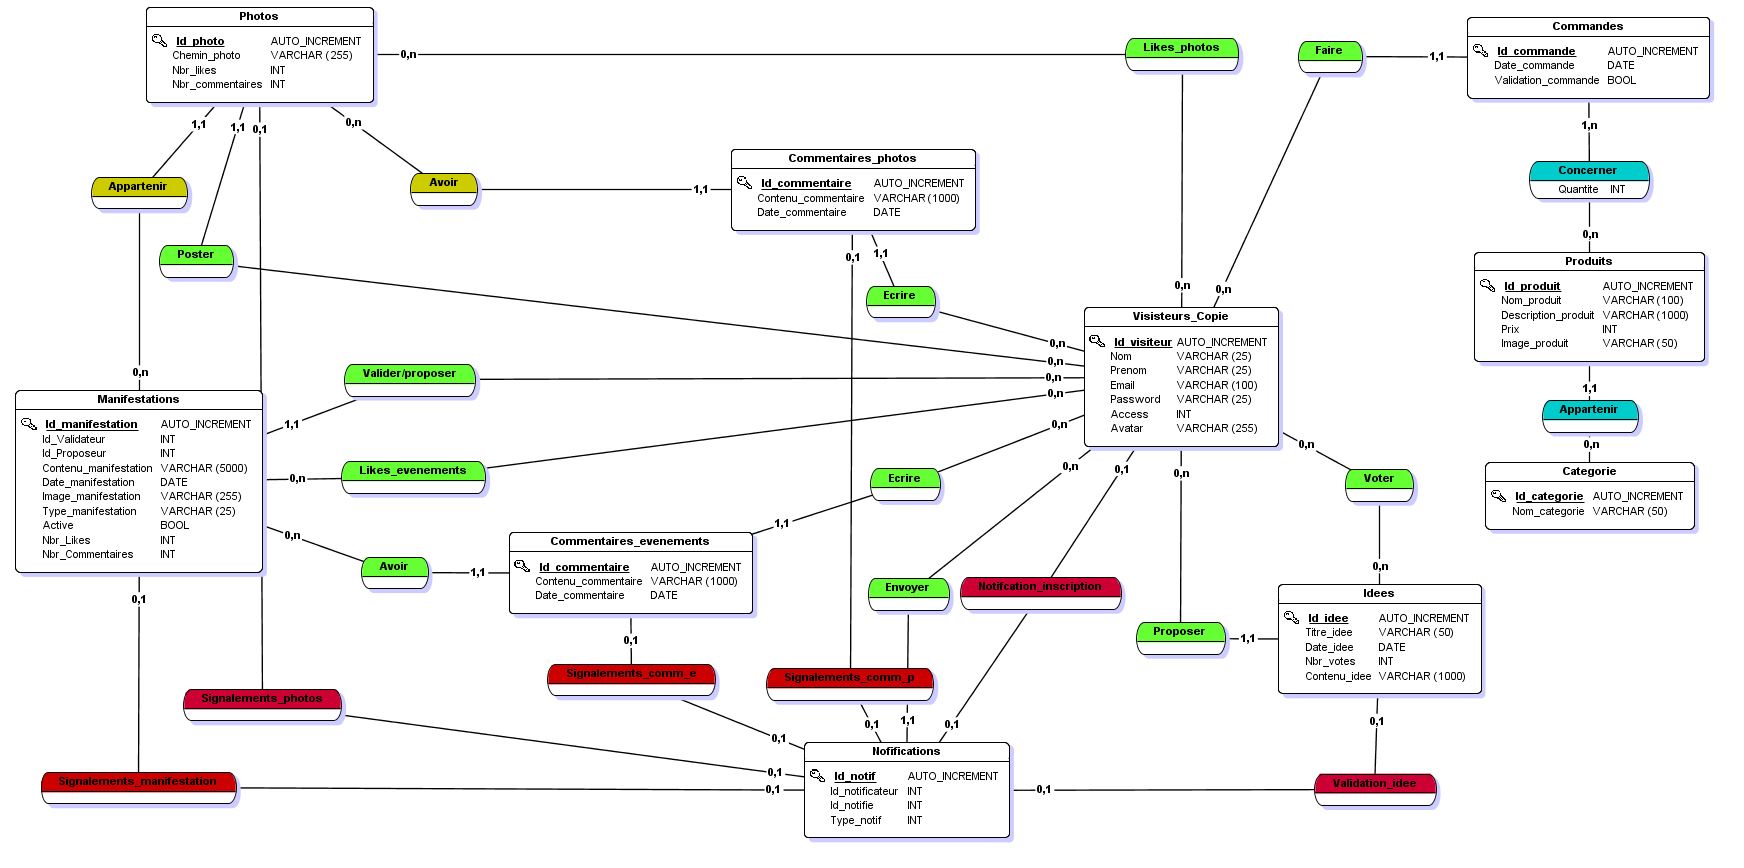 Photos
Id_photo AUTO_INCREMENT
Chemin_photo VARCHAR (255)
Nbr_likes INT
Nbr_commentaires INT
0,n
Likes_photos
Faire
1,1
Commandes
Id_commande AUTO_INCREMENT
Date_commande DATE
Validation_commande BOOL
1,1
1,1
0,1
0,n
1,n
Appartenir
Avoir
1,1
Commentaires_photos
Id_commentaire AUTO_INCREMENT
Contenu_commentaire VARCHAR (1000)
Date_commentaire DATE
Concerner
Quantite INT
0,n
Poster
0,1
1,1
Ecrire
0,n
0,n
Produits
Id_produit AUTO_INCREMENT
Nom_produit VARCHAR (100)
Description_produit VARCHAR (1000)
Prix INT
Image_produit VARCHAR (50)
Visisteurs_Copie
Id_visiteur AUTO_INCREMENT
Nom VARCHAR (25)
Prenom VARCHAR (25)
Email VARCHAR (100)
Password VARCHAR (25)
Access INT
Avatar VARCHAR (255)
0,n
0,n
0,n
0,n
0,n
0,n
Valider/proposer
1,1
1,1
Appartenir
0,n
Categorie
Id_categorie AUTO_INCREMENT
Nom_categorie VARCHAR (50)
Manifestations
Id_manifestation AUTO_INCREMENT
Id_Validateur INT
Id_Proposeur INT
Contenu_manifestation VARCHAR (5000)
Date_manifestation DATE
Image_manifestation VARCHAR (255)
Type_manifestation VARCHAR (25)
Active BOOL
Nbr_Likes INT
Nbr_Commentaires INT
0,n
Likes_evenements
Ecrire
0,n
0,1
0,n
0,n
Voter
0,n
1,1
Avoir
1,1
Commentaires_evenements
Id_commentaire AUTO_INCREMENT
Contenu_commentaire VARCHAR (1000)
Date_commentaire DATE
Envoyer
Notifcation_inscription
0,n
Idees
Id_idee AUTO_INCREMENT
Titre_idee VARCHAR (50)
Date_idee DATE
Nbr_votes INT
Contenu_idee VARCHAR (1000)
Proposer
1,1
0,1
0,1
Signalements_comm_e
Signalements_comm_p
Signalements_photos
0,1
1,1
0,1
0,1
0,1
Nofifications
Id_notif AUTO_INCREMENT
Id_notificateur INT
Id_notifie INT
Type_notif INT
0,1
Signalements_manifestation
0,1
0,1
Validation_idee